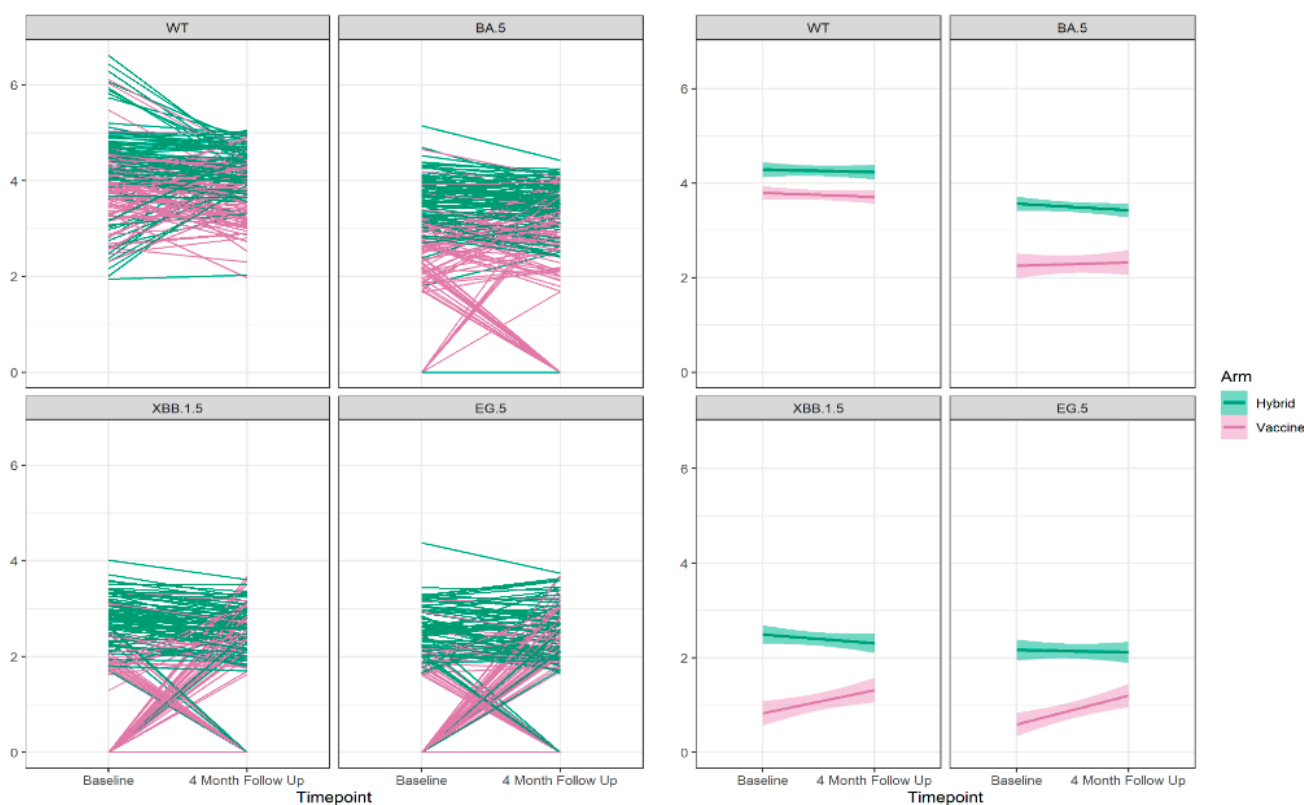 WT
BA.5
WT
BA.5
6
4
2
0
6
4
2
0
XBB.1.5
EG.5
XBB.1.5
EG.5
6
4
2
0
6
4
2
0
Arm
Hybrid
Vaccine
Baseline
4 Month Follow Up
Baseline
4 Month Follow Up
Baseline
4 Month Follow Up
Baseline
4 Month Follow Up
Timepoint
Timepoint